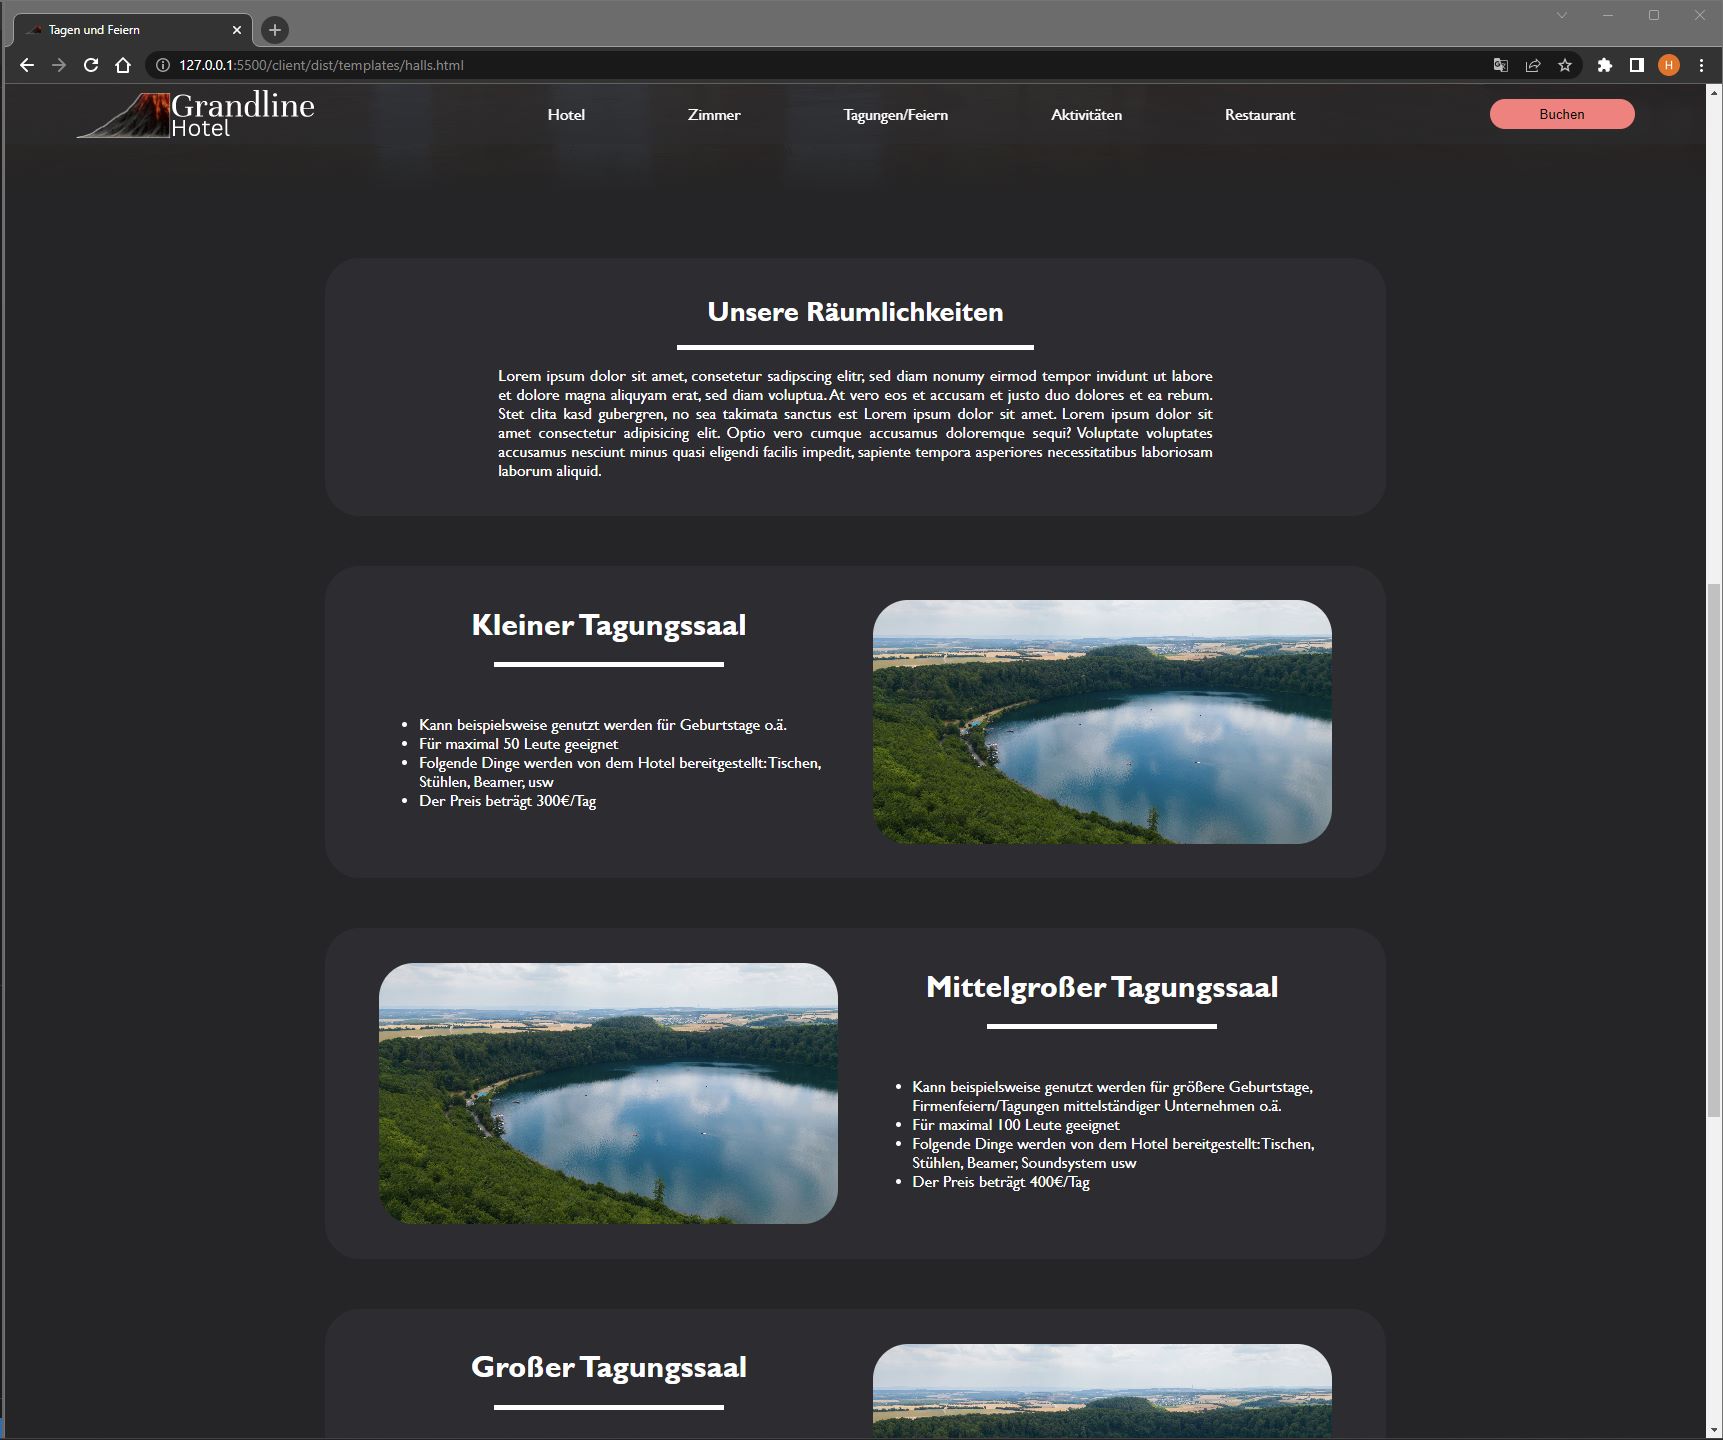 Tagen und Feiern
127.0.0.1:5500/client/dist/templates/halls.html
H
Grandline
Hotel
Hotel
Zimmer
Tagungen/Feiern
Aktivitäten
Restaurant
Buchen
Unsere Räumlichkeiten
Lorem ipsum dolor sit amet, consetetur sadipscing elitr, sed diam nonumy eirmod tempor invidunt ut labore
et dolore magna aliquyam erat, sed diam voluptua. At vero eos et accusam et justo duo dolores et ea rebum.
Stet clita kasd gubergren, no sea takimata sanctus est Lorem ipsum dolor sit amet. Lorem ipsum dolor sit
amet consectetur adipisicing elit. Optio vero cumque accusamus doloremque sequi? Voluptate voluptates
accusamus nesciunt minus quasi eligendi facilis impedit, sapiente tempora asperiores necessitatibus laboriosam
laborum aliquid.
Kleiner Tagungssaal
• Kann beispielsweise genutzt werden für Geburtstage o.ä.
• Für maximal 50 Leute geeignet
• Folgende Dinge werden von dem Hotel bereitgestellt: Tischen,
Stühlen, Beamer, usw
• Der Preis beträgt 300€/Tag
Mittelgroßer Tagungssaal
• Kann beispielsweise genutzt werden für größere Geburtstage,
Firmenfeiern/Tagungen mittelständiger Unternehmen o.ä.
• Für maximal 100 Leute geeignet
• Folgende Dinge werden von dem Hotel bereitgestellt: Tischen,
Stühlen, Beamer, Soundsystem usw
• Der Preis beträgt 400€/Tag
Großer Tagungssaal